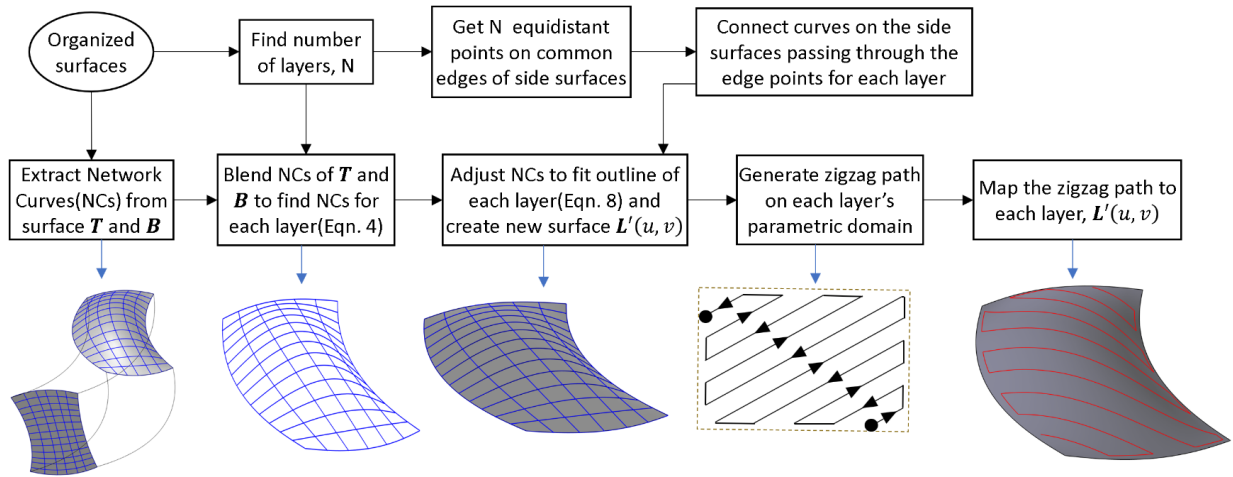 Organized
surfaces
Find number
of layers, N
Get N equidistant
points on common
edges of side surfaces
Connect curves on the side
surfaces passing through the
edge points for each layer
Extract Network
Curves(NCs) from
surface T and B
Blend NCs of T and
B to find NCs for
each layer(Eqn. 4)
Adjust NCs to fit outline of
each layer(Eqn. 8) and
create new surface L′(u, v)
Generate zigzag path
on each layer's
parametric domain
Map the zigzag path to
each layer, L′(u, v)